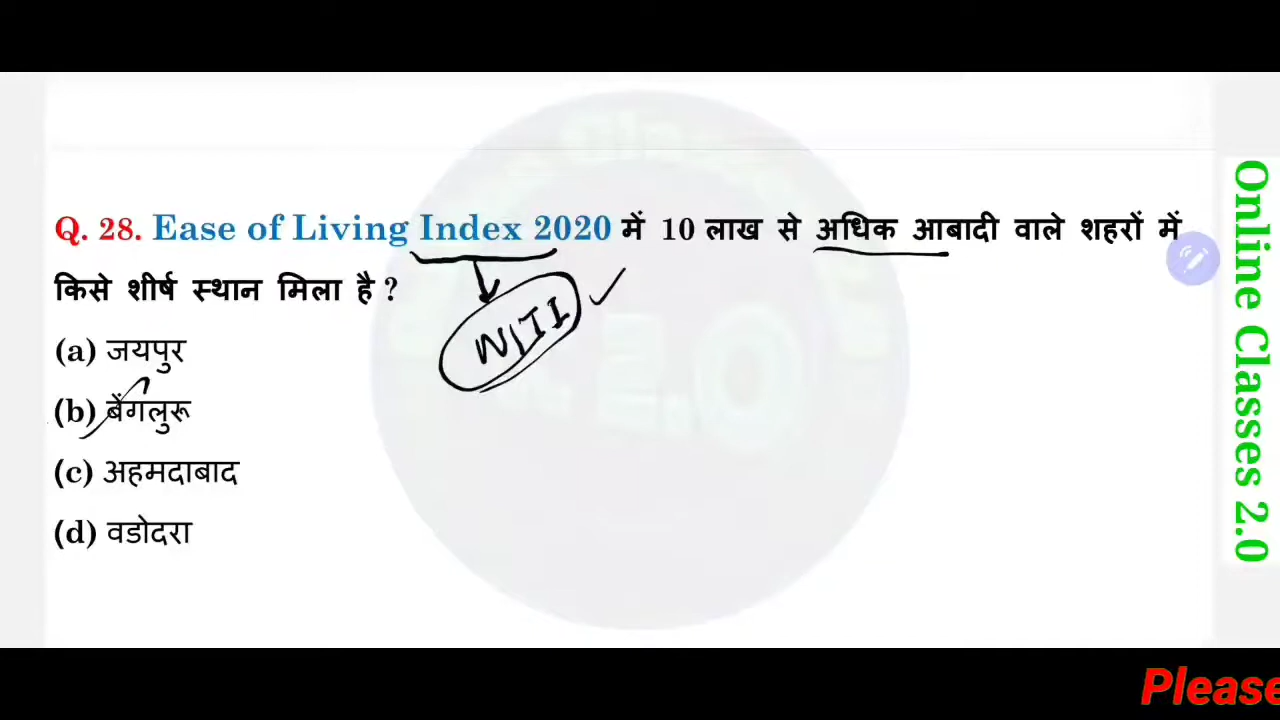 Q. 28. Ease of Living Index 2020 में 10 लाख से अधिक आबादी वाले शहरों में
किसे शीर्ष स्थान मिला है ?
NITI
(a) जयपुर
(b) बेंगलुरू
(c) अहमदाबाद
(d) वडोदरा
Online Classes 2.0
Please